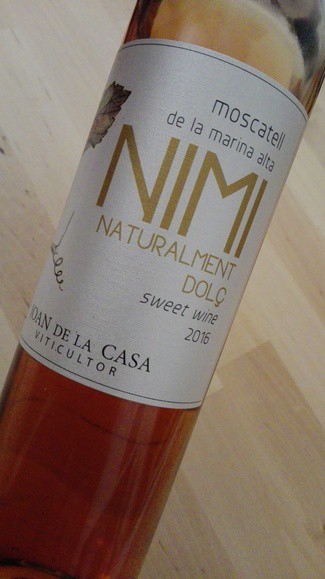 moscatell
de la marina alta
NIMI
NATURALMENT
DOLÇ
sweet wine
2016
JOAN DE LA CASA
VITICULTOR